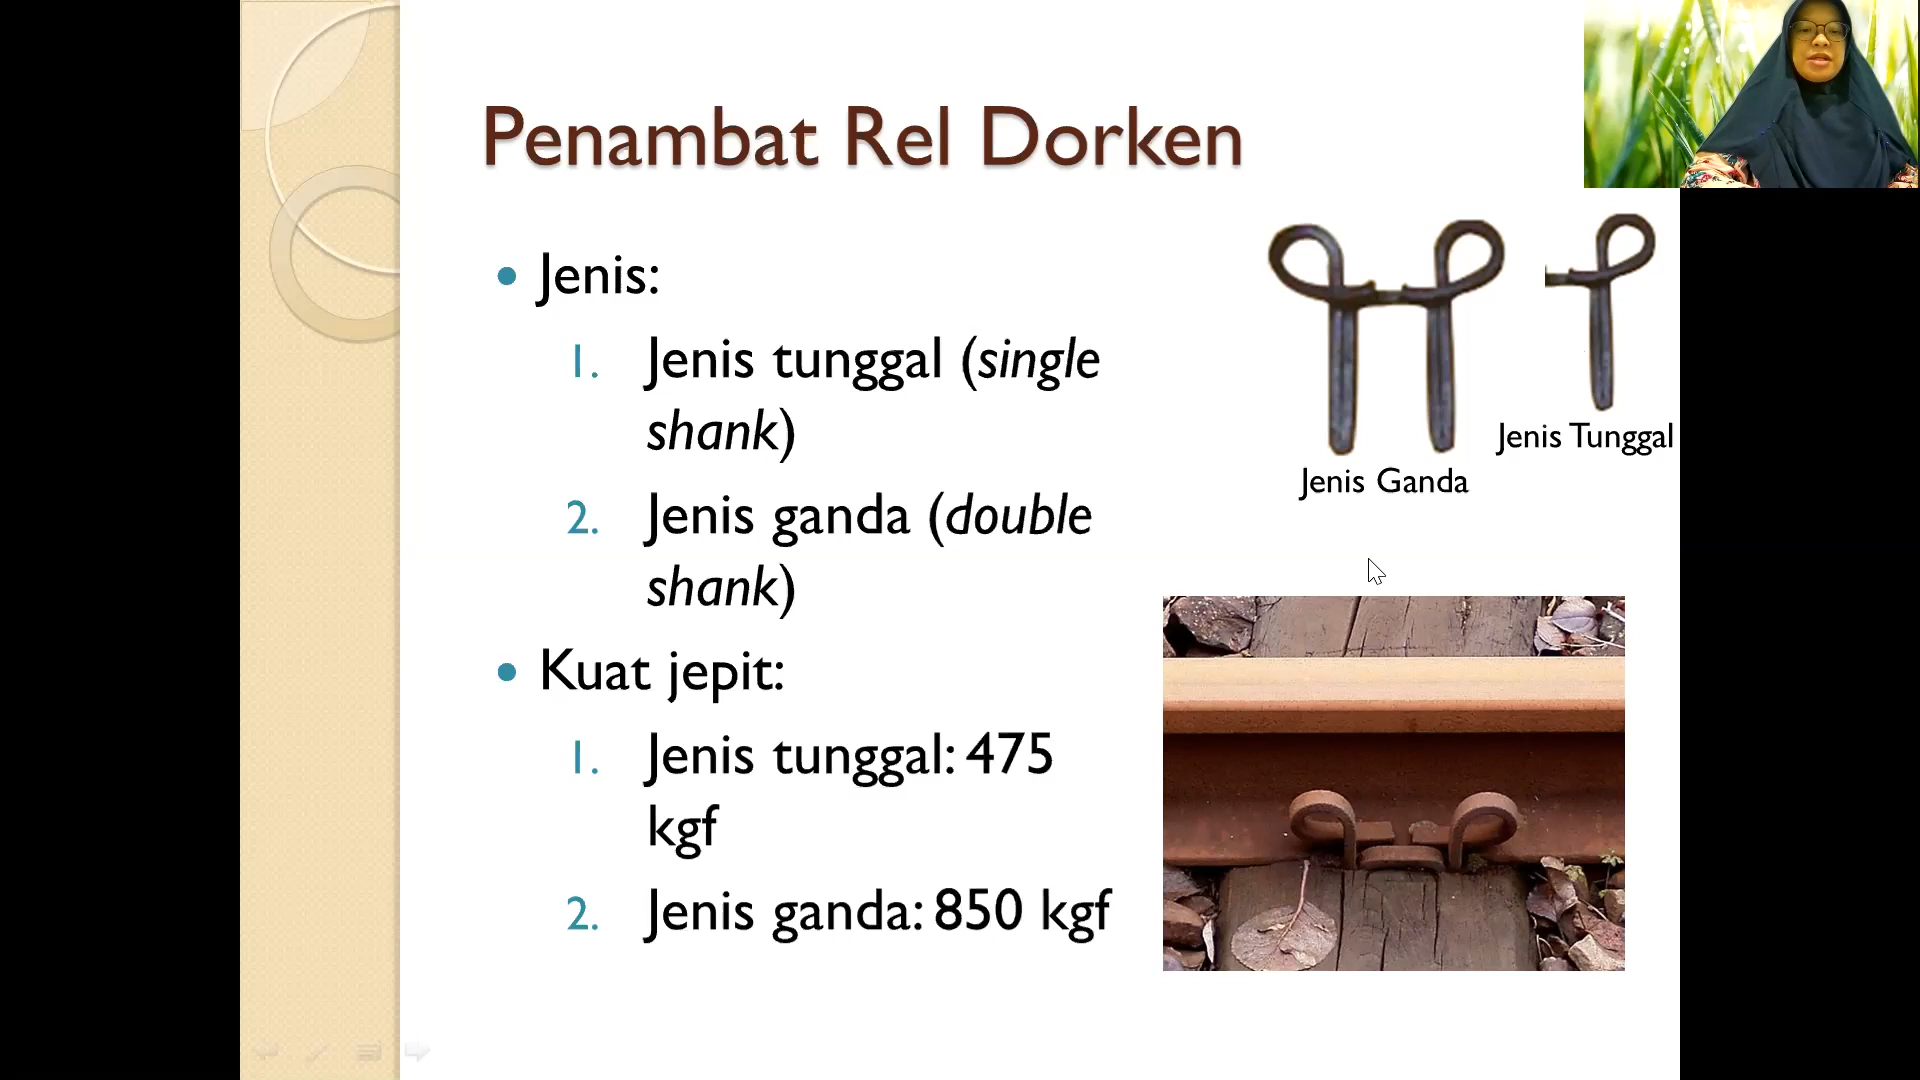 Penambat Rel Dorken
• Jenis:
1. Jenis tunggal (single
shank)
2. Jenis ganda (double
shank)
• Kuat jepit:
1. Jenis tunggal: 475
kgf
2. Jenis ganda: 850 kgf
Jenis Tunggal
Jenis Ganda